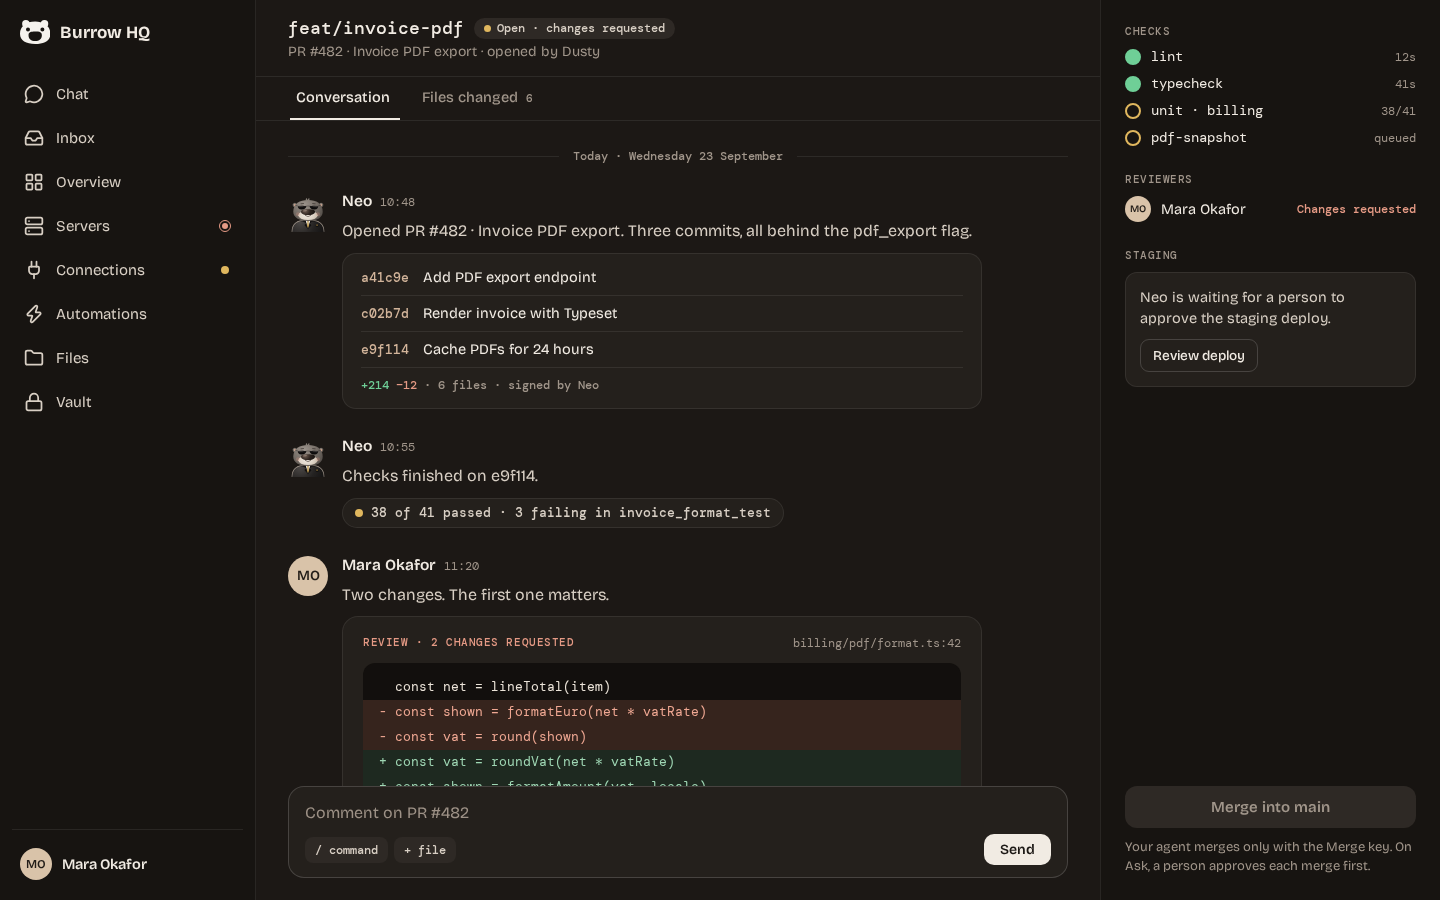 Burrow HQ
Chat
Inbox
Overview
Servers
Connections
Automations
Files
Vault
MO
Mara Okafor
feat/invoice-pdf
Open · changes requested
PR #482 · Invoice PDF export · opened by Dusty
Conversation
Files changed 6
Today · Wednesday 23 September
Neo 10:48
Opened PR #482 · Invoice PDF export. Three commits, all behind the pdf_export flag.
a41c9e Add PDF export endpoint
c02b7d Render invoice with Typeset
e9f114 Cache PDFs for 24 hours
+214 −12 · 6 files · signed by Neo
Neo 10:55
Checks finished on e9f114.
38 of 41 passed · 3 failing in invoice_format_test
MO
Mara Okafor 11:20
Two changes. The first one matters.
REVIEW · 2 CHANGES REQUESTED
billing/pdf/format.ts:42
const net = lineTotal(item)
- const shown = formatEuro(net * vatRate)
- const vat = round(shown)
+ const vat = roundVat(net * vatRate)
+ const shown = formatAmount(vat, locale)
Comment on PR #482
/ command
+ file
Send
CHECKS
lint 12s
typecheck 41s
unit · billing 38/41
pdf-snapshot queued
REVIEWERS
MO
Mara Okafor
Changes requested
STAGING
Neo is waiting for a person to
approve the staging deploy.
Review deploy
Merge into main
Your agent merges only with the Merge key. On
Ask, a person approves each merge first.